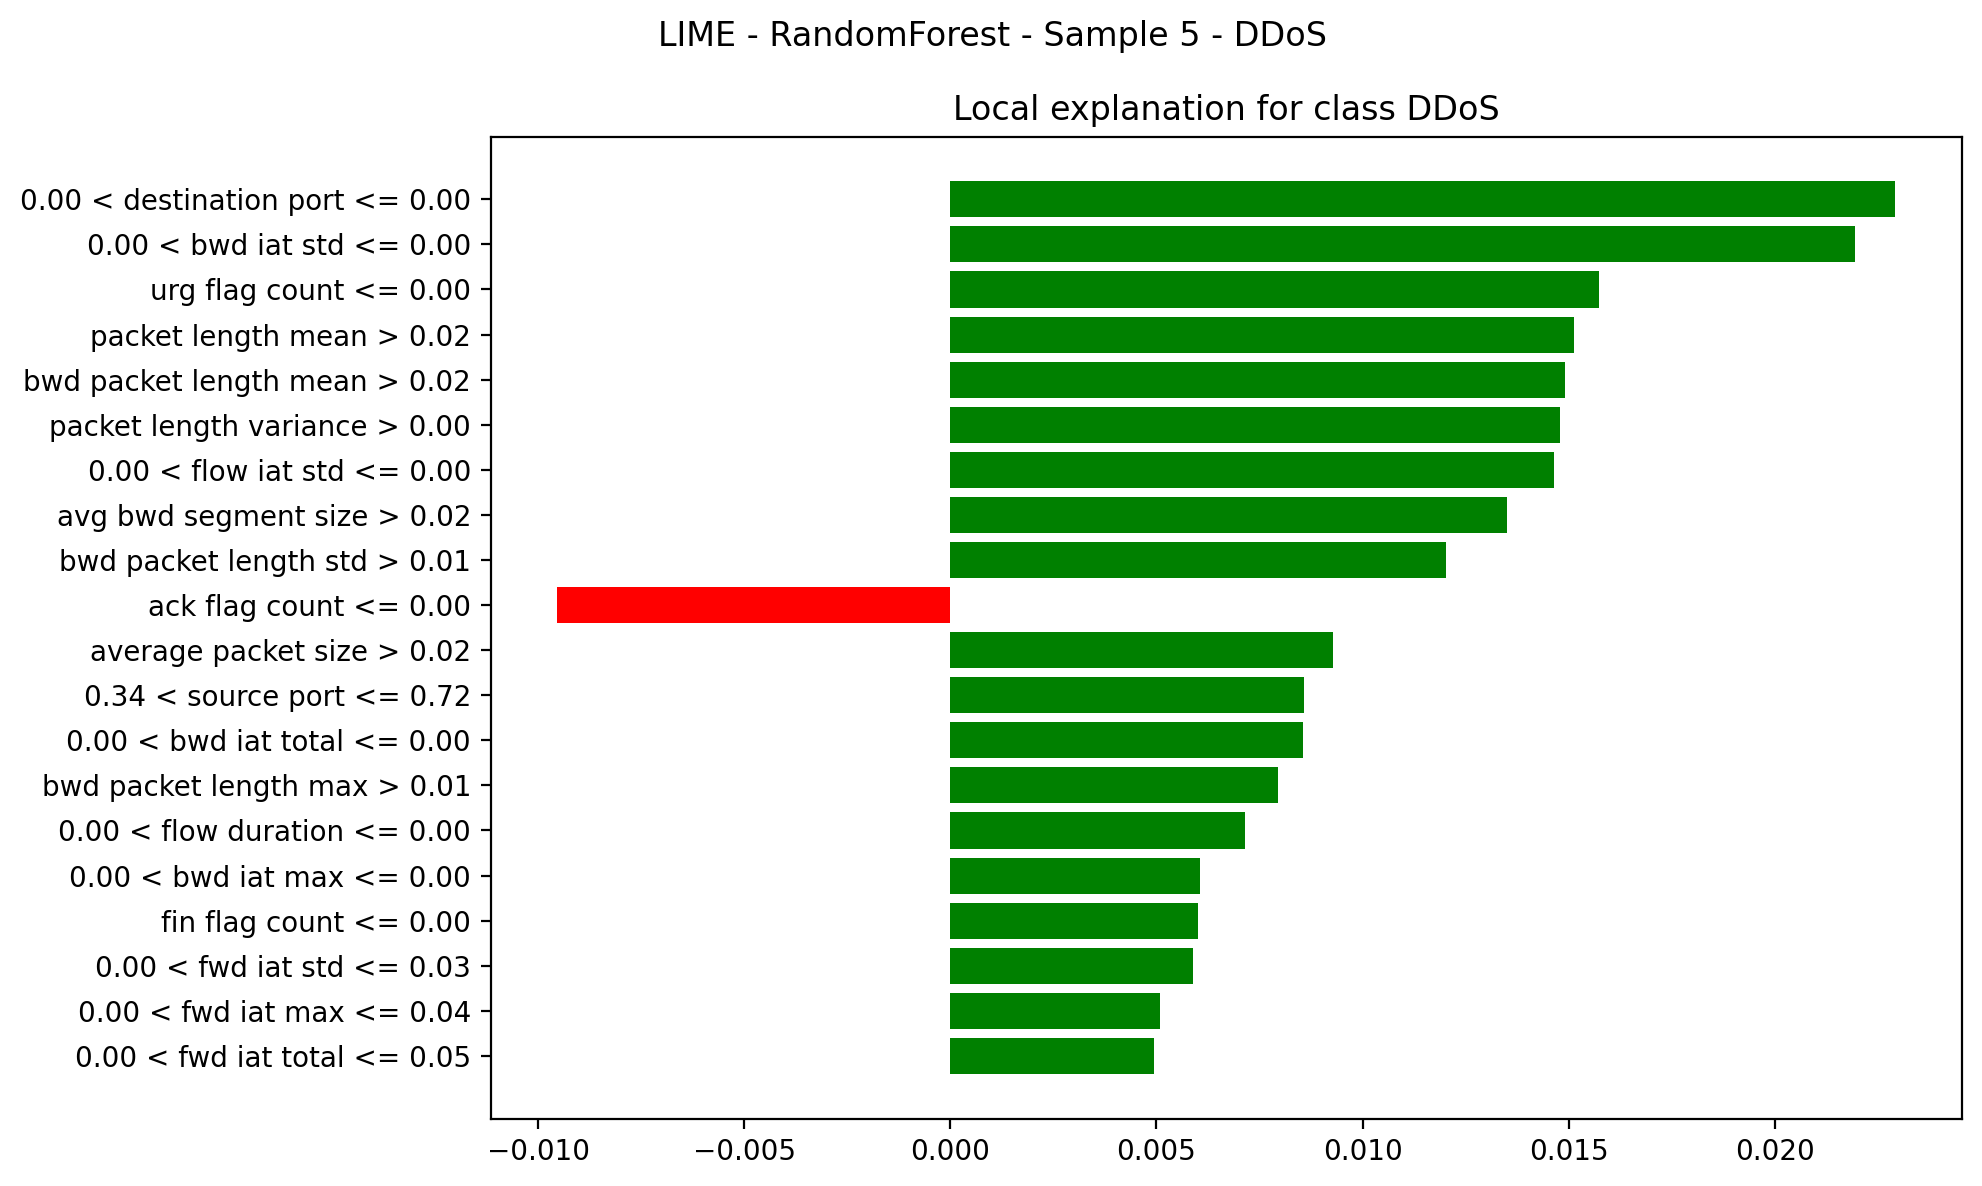 LIME - RandomForest - Sample 5 - DDoS
Local explanation for class DDoS
0.00 < destination port <= 0.00
0.00 < bwd iat std <= 0.00
urg flag count <= 0.00
packet length mean > 0.02
bwd packet length mean > 0.02
packet length variance > 0.00
0.00 < flow iat std <= 0.00
avg bwd segment size > 0.02
bwd packet length std > 0.01
ack flag count <= 0.00
average packet size > 0.02
0.34 < source port <= 0.72
0.00 < bwd iat total <= 0.00
bwd packet length max > 0.01
0.00 < flow duration <= 0.00
0.00 < bwd iat max <= 0.00
fin flag count <= 0.00
0.00 < fwd iat std <= 0.03
0.00 < fwd iat max <= 0.04
0.00 < fwd iat total <= 0.05
−0.010 −0.005 0.000 0.005 0.010 0.015 0.020